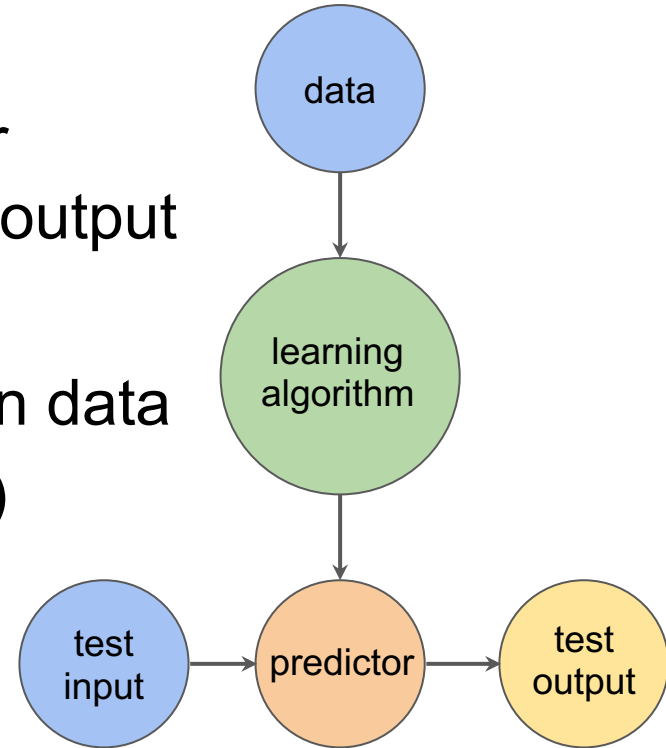 data
output
learning
algorithm
data
)
test
input
predictor
test
output